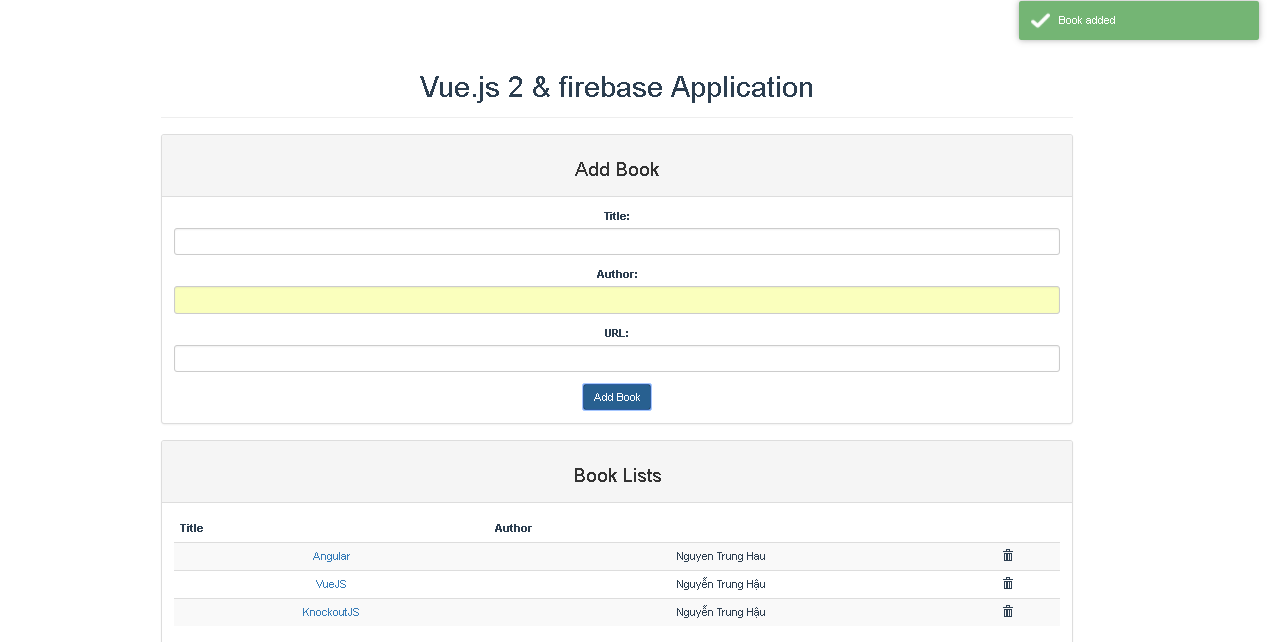 Book added
Vue.js 2 & firebase Application
Add Book
Title:
Author:
URL:
Add Book
Book Lists
Title Author
Angular Nguyen Trung Hau
VueJS Nguyễn Trung Hậu
KnockoutJS Nguyễn Trung Hậu